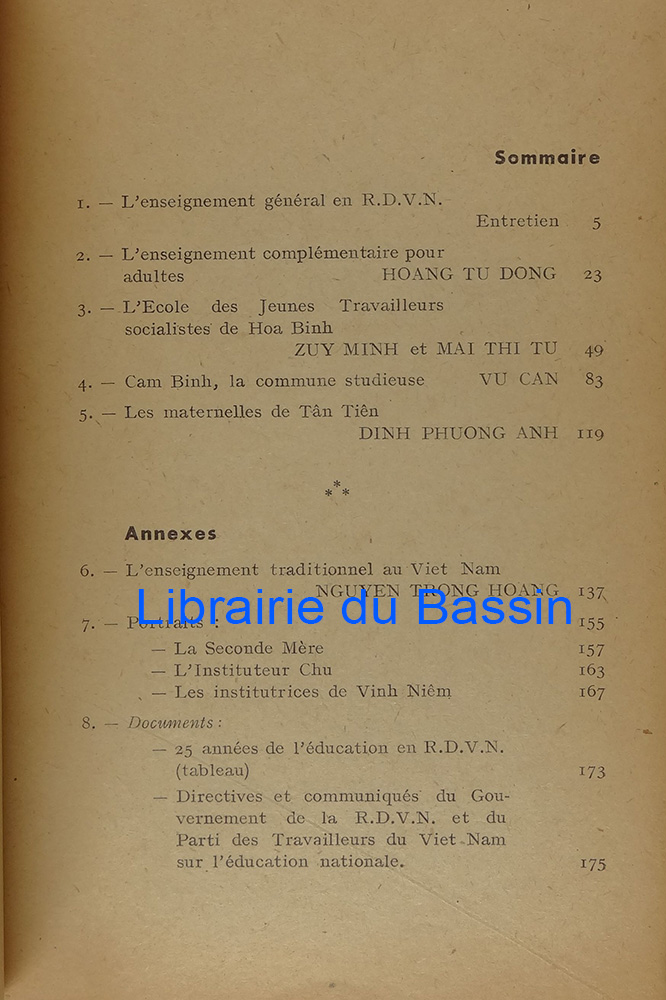 Sommaire
1. — L'enseignement général en R.D.V.N.
Entretien 5
2. — L'enseignement complémentaire pour
adultes HOANG TU DONG 23
3. — L'Ecole des Jeunes Travailleurs
socialistes de Hoa Binh
ZUY MINH et MAI THI TU 49
4. — Cam Binh, la commune studieuse VU CAN 83
5. — Les maternelles de Tân Tiên
DINH PHUONG ANH 119
***
Annexes
6. — L'enseignement traditionnel au Viet Nam
NGUYEN TRONG HOANG 137
Librairie du Bassin
7. — Portraits : 155
— La Seconde Mère 157
— L'Instituteur Chu 163
— Les institutrices de Vinh Niêm 167
8. — Documents :
— 25 années de l'éducation en R.D.V.N.
(tableau) 173
— Directives et communiqués du Gou-
vernement de la R.D.V.N. et du
Parti des Travailleurs du Viet Nam
sur l'éducation nationale. 175